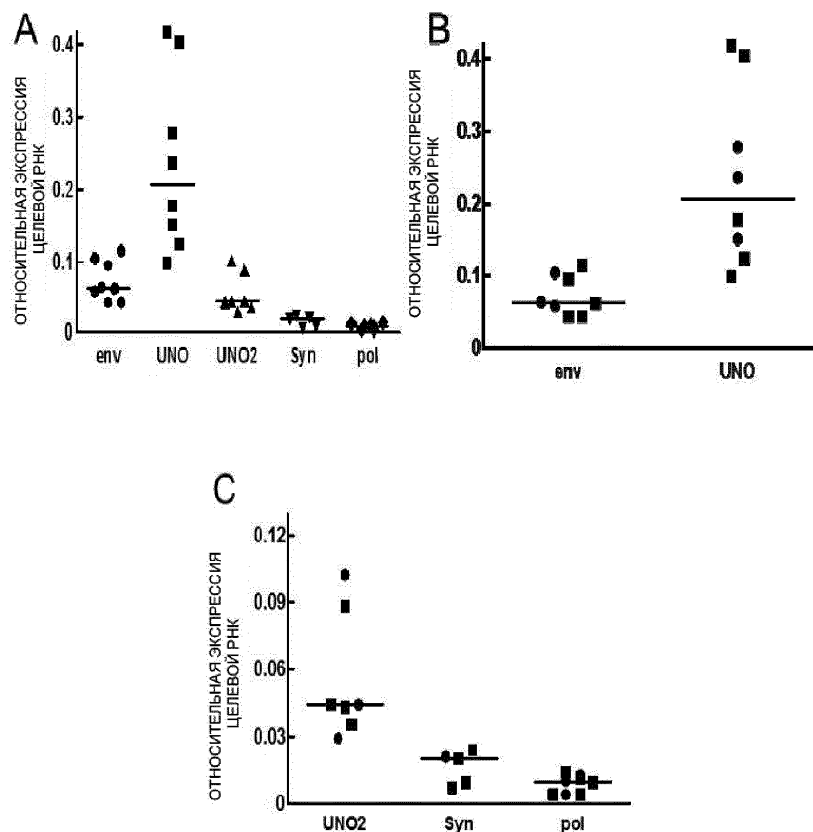 A
ОТНОСИТЕЛЬНАЯ ЭКСПРЕССИЯ
ЦЕЛЕВОЙ РНК
0.4
0.3
0.2
0.1
0
env UNO UNO2 Syn pol
B
ОТНОСИТЕЛЬНАЯ ЭКСПРЕССИЯ
ЦЕЛЕВОЙ РНК
0.4
0.3
0.2
0.1
0
env UNO
C
ОТНОСИТЕЛЬНАЯ ЭКСПРЕССИЯ
ЦЕЛЕВОЙ РНК
0.12
0.09
0.06
0.03
0
UNO2 Syn pol